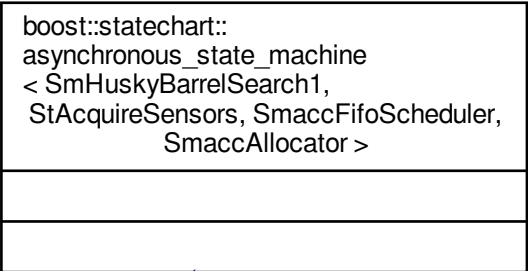 boost::statechart::
asynchronous_state_machine
< SmHuskyBarrelSearch1,
StAcquireSensors, SmaccFifoScheduler,
SmaccAllocator >